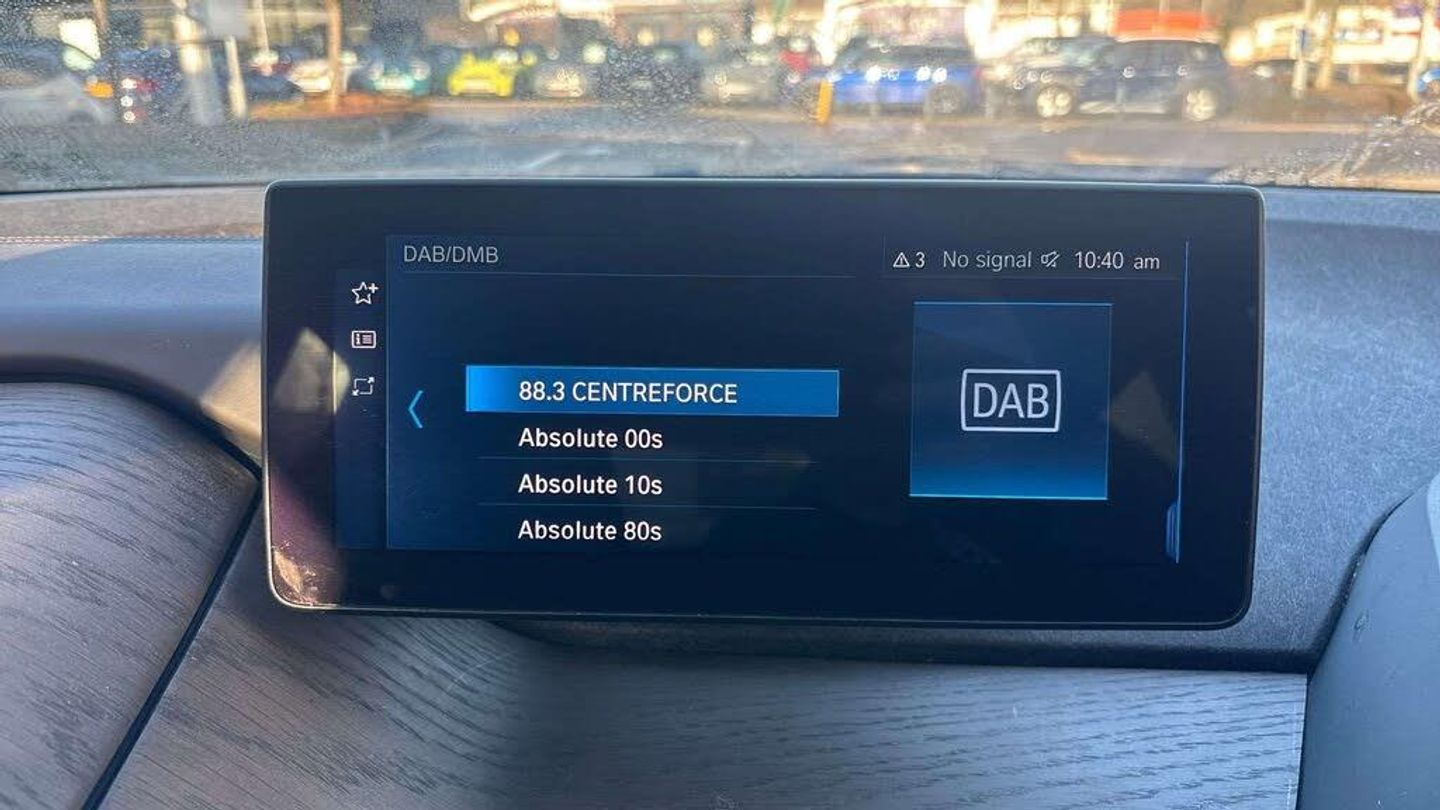 DAB/DMB
3 No signal 10:40 am
88.3 CENTREFORCE
Absolute 00s
Absolute 10s
Absolute 80s
DAB